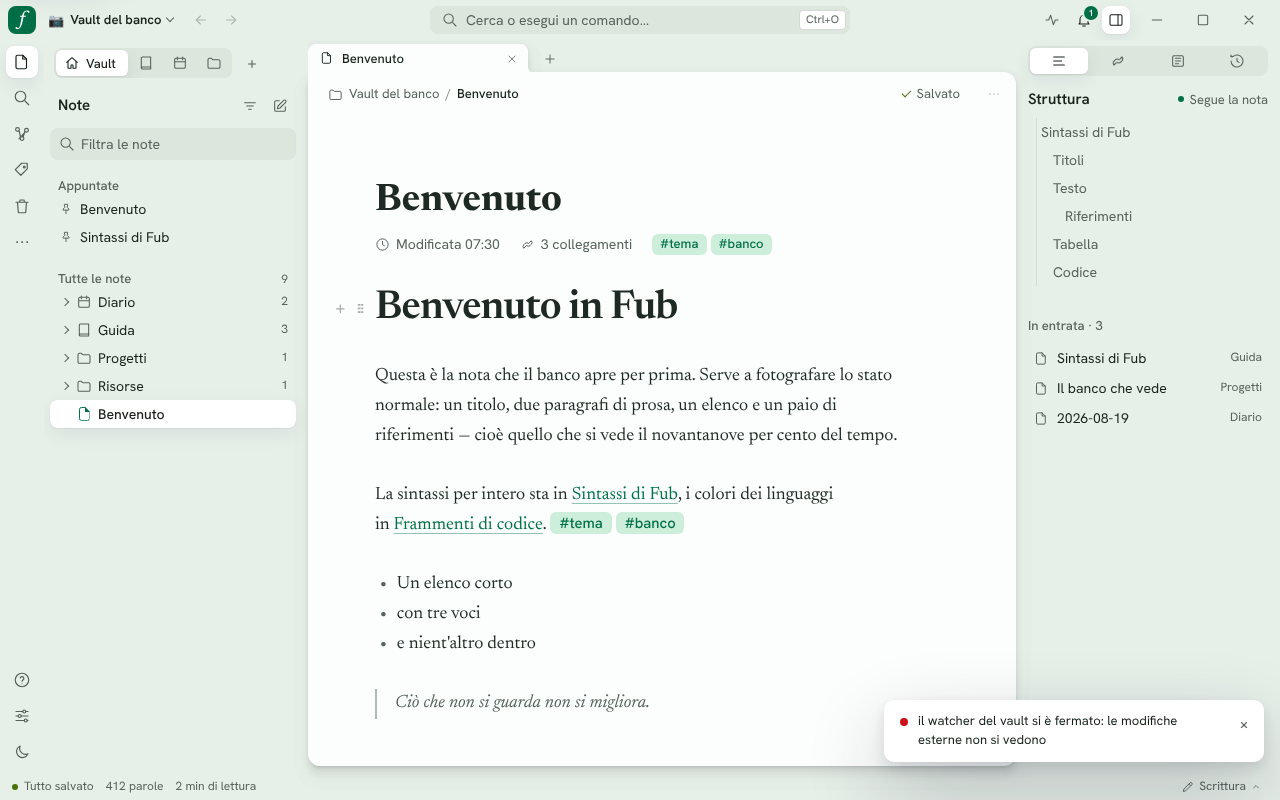 f
Vault del banco
Cerca o esegui un comando...
Ctrl+O
1
Vault
Note
Filtra le note
Appuntate
Benvenuto
Sintassi di Fub
Tutte le note 9
Diario 2
Guida 3
Progetti 1
Risorse 1
Benvenuto
Benvenuto
Vault del banco / Benvenuto
Salvato
Benvenuto
Modificata 07:30 3 collegamenti #tema #banco
Benvenuto in Fub
Questa è la nota che il banco apre per prima. Serve a fotografare lo stato
normale: un titolo, due paragrafi di prosa, un elenco e un paio di
riferimenti — cioè quello che si vede il novantanove per cento del tempo.
La sintassi per intero sta in Sintassi di Fub, i colori dei linguaggi
in Frammenti di codice. #tema #banco
• Un elenco corto
• con tre voci
• e nient'altro dentro
Ciò che non si guarda non si migliora.
Struttura
Segue la nota
Sintassi di Fub
Titoli
Testo
Riferimenti
Tabella
Codice
In entrata · 3
Sintassi di Fub Guida
Il banco che vede Progetti
2026-08-19 Diario
il watcher del vault si è fermato: le modifiche
esterne non si vedono
Tutto salvato 412 parole 2 min di lettura
Scrittura